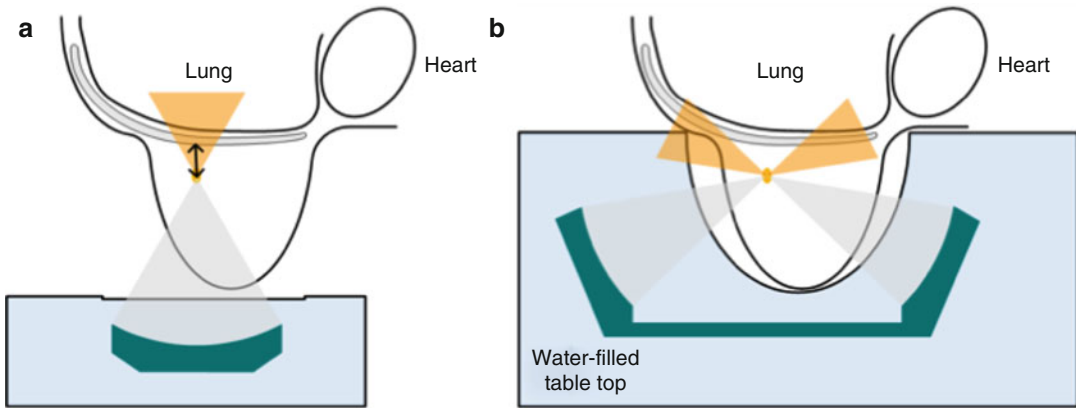 a
Lung
Heart
b
Lung
Heart
Water-filled
table top